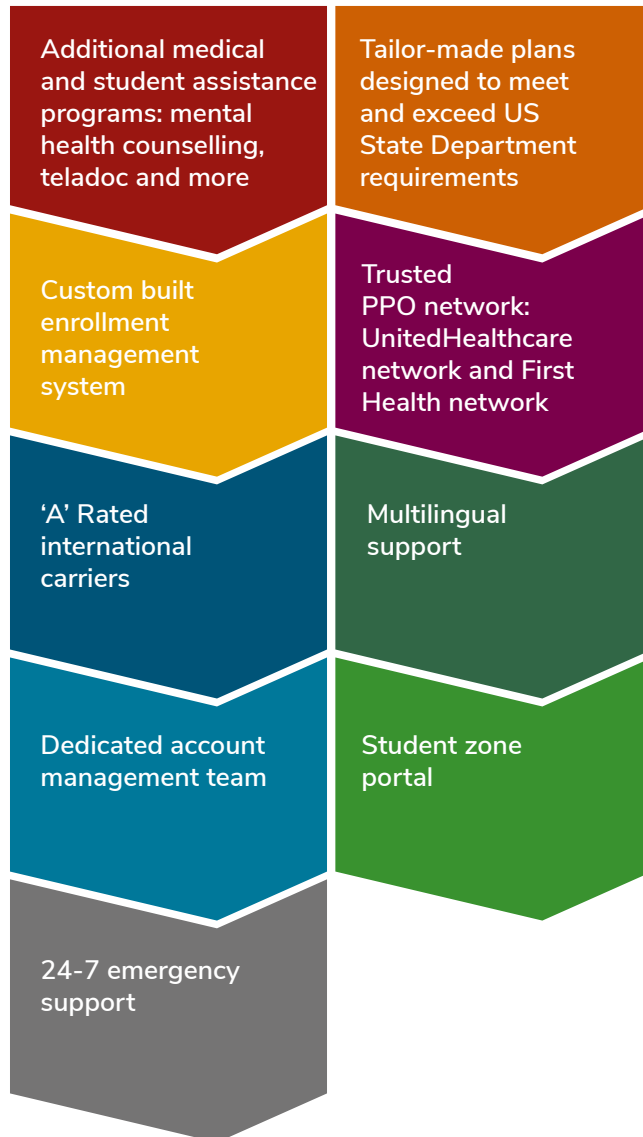 Additional medical
and student assistance
programs: mental
health counselling,
teladoc and more
Tailor-made plans
designed to meet
and exceed US
State Department
requirements
Custom built
enrollment
management
system
Trusted
PPO network:
UnitedHealthcare
network and First
Health network
‘A’ Rated
international
carriers
Multilingual
support
Dedicated account
management team
Student zone
portal
24-7 emergency
support